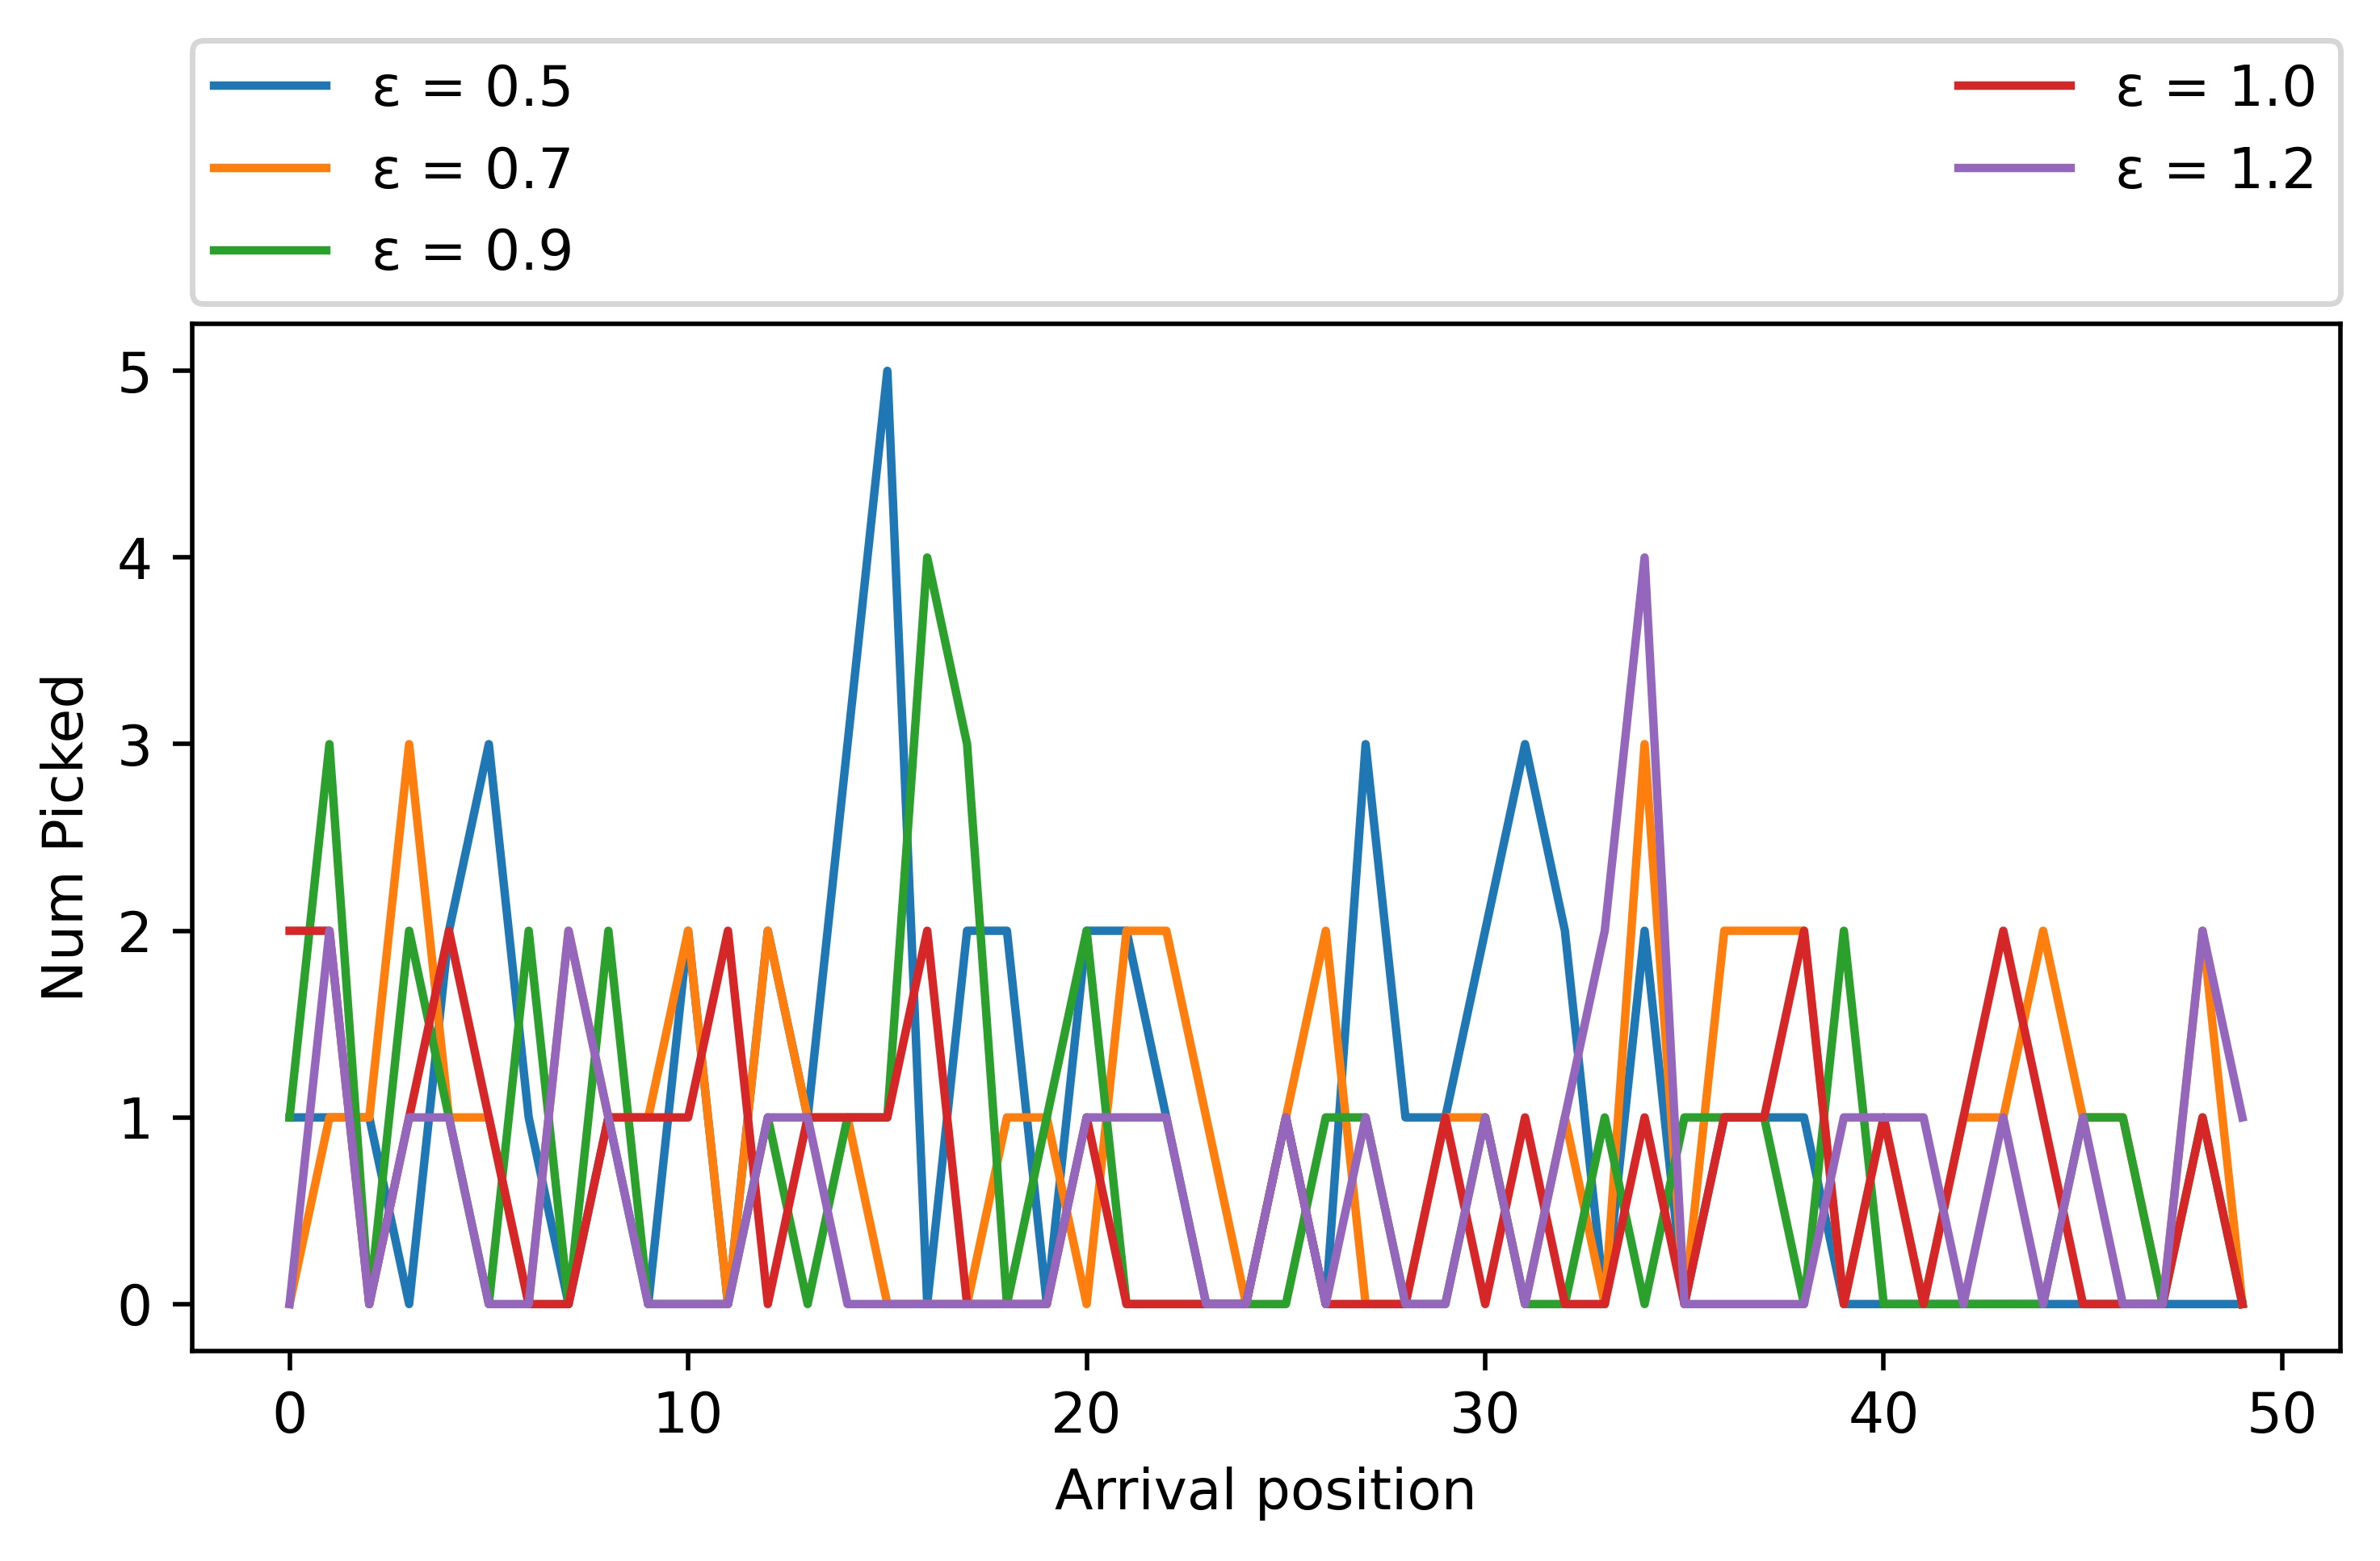 ε = 0.5
ε = 0.7
ε = 0.9
ε = 1.0
ε = 1.2
Num Picked
5
4
3
2
1
0
0 10 20 30 40 50
Arrival position